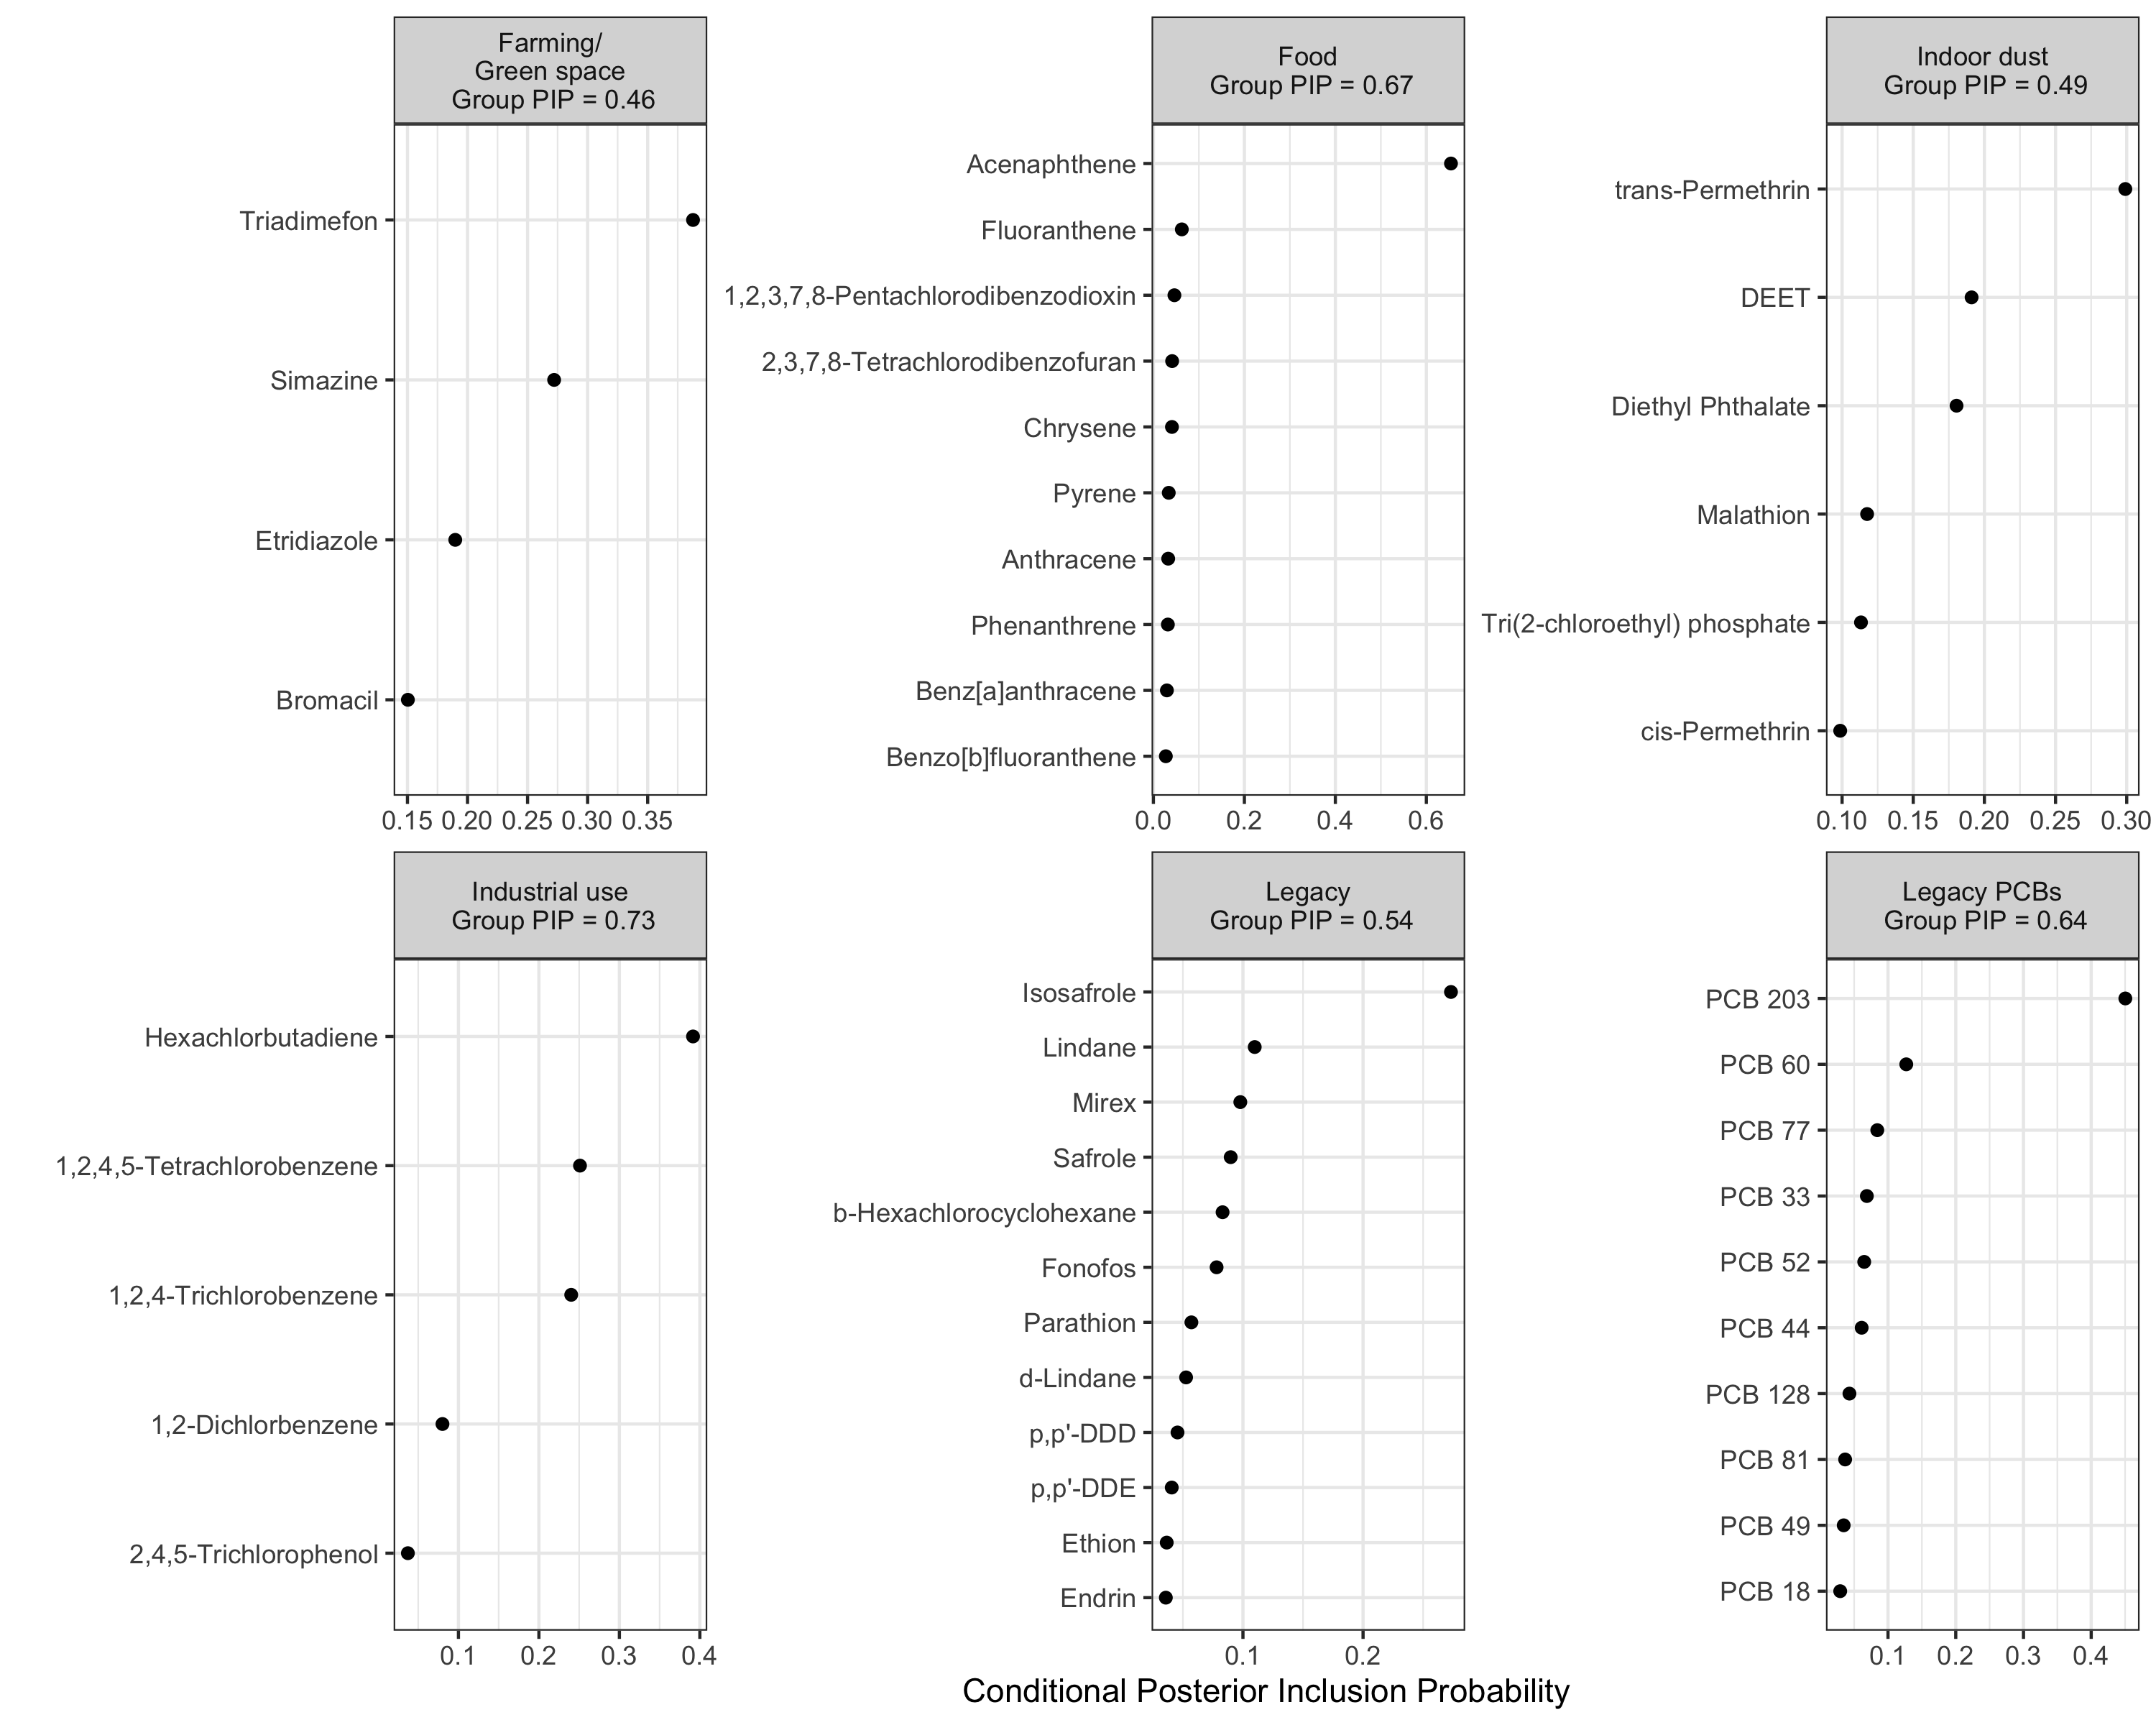 Farming/
Green space
Group PIP = 0.46
Triadimefon
Simazine
Etridiazole
Bromacil
0.15 0.20 0.25 0.30 0.35
Food
Group PIP = 0.67
Acenaphthene
Fluoranthene
1,2,3,7,8-Pentachlorodibenzodioxin
2,3,7,8-Tetrachlorodibenzofuran
Chrysene
Pyrene
Anthracene
Phenanthrene
Benz[a]anthracene
Benzo[b]fluoranthene
0.0 0.2 0.4 0.6
Indoor dust
Group PIP = 0.49
trans-Permethrin
DEET
Diethyl Phthalate
Malathion
Tri(2-chloroethyl) phosphate
cis-Permethrin
0.10 0.15 0.20 0.25 0.30
Industrial use
Group PIP = 0.73
Hexachlorbutadiene
1,2,4,5-Tetrachlorobenzene
1,2,4-Trichlorobenzene
1,2-Dichlorbenzene
2,4,5-Trichlorophenol
0.1 0.2 0.3 0.4
Legacy
Group PIP = 0.54
Isosafrole
Lindane
Mirex
Safrole
b-Hexachlorocyclohexane
Fonofos
Parathion
d-Lindane
p,p'-DDD
p,p'-DDE
Ethion
Endrin
0.1 0.2
Legacy PCBs
Group PIP = 0.64
PCB 203
PCB 60
PCB 77
PCB 33
PCB 52
PCB 44
PCB 128
PCB 81
PCB 49
PCB 18
0.1 0.2 0.3 0.4
Conditional Posterior Inclusion Probability